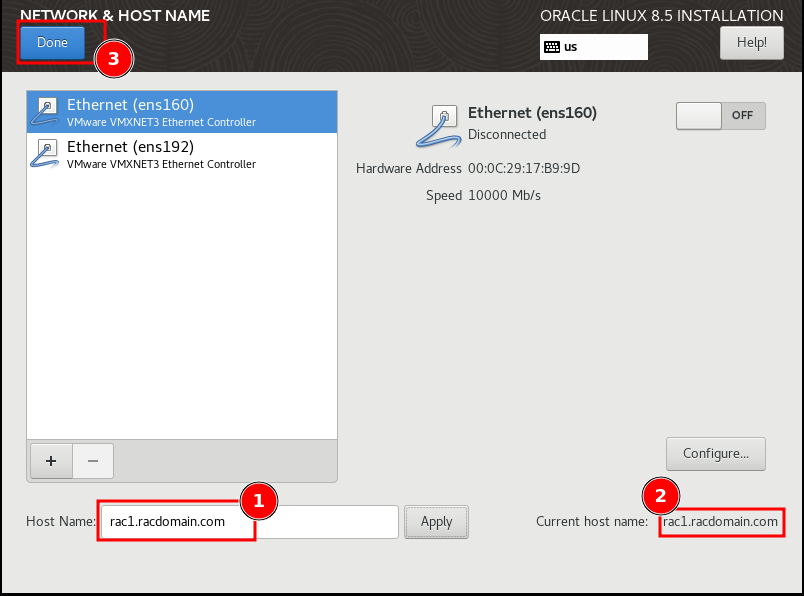 NETWORK & HOST NAME
ORACLE LINUX 8.5 INSTALLATION
Done
3
us
Help!
Ethernet (ens160)
VMware VMXNET3 Ethernet Controller
Ethernet (ens192)
VMware VMXNET3 Ethernet Controller
Ethernet (ens160)
Disconnected
OFF
Hardware Address 00:0C:29:17:B9:9D
Speed 10000 Mb/s
+ −
Configure...
1
2
Host Name: rac1.racdomain.com
Apply
Current host name: rac1.racdomain.com